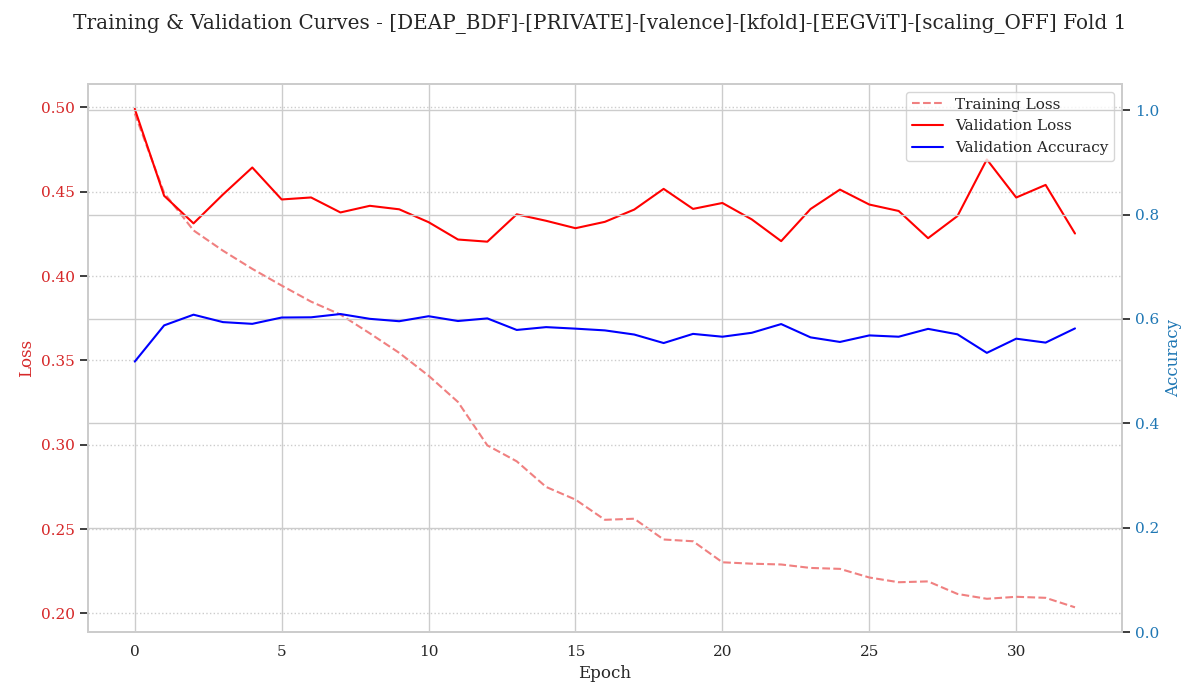 Training & Validation Curves - [DEAP_BDF]-[PRIVATE]-[valence]-[kfold]-[EEGViT]-[scaling_OFF] Fold 1
Training Loss
Validation Loss
Validation Accuracy
Loss
0.50
0.45
0.40
0.35
0.30
0.25
0.20
1.0
0.8
0.6
0.4
0.2
0.0
Accuracy
0 5 10 15 20 25 30
Epoch